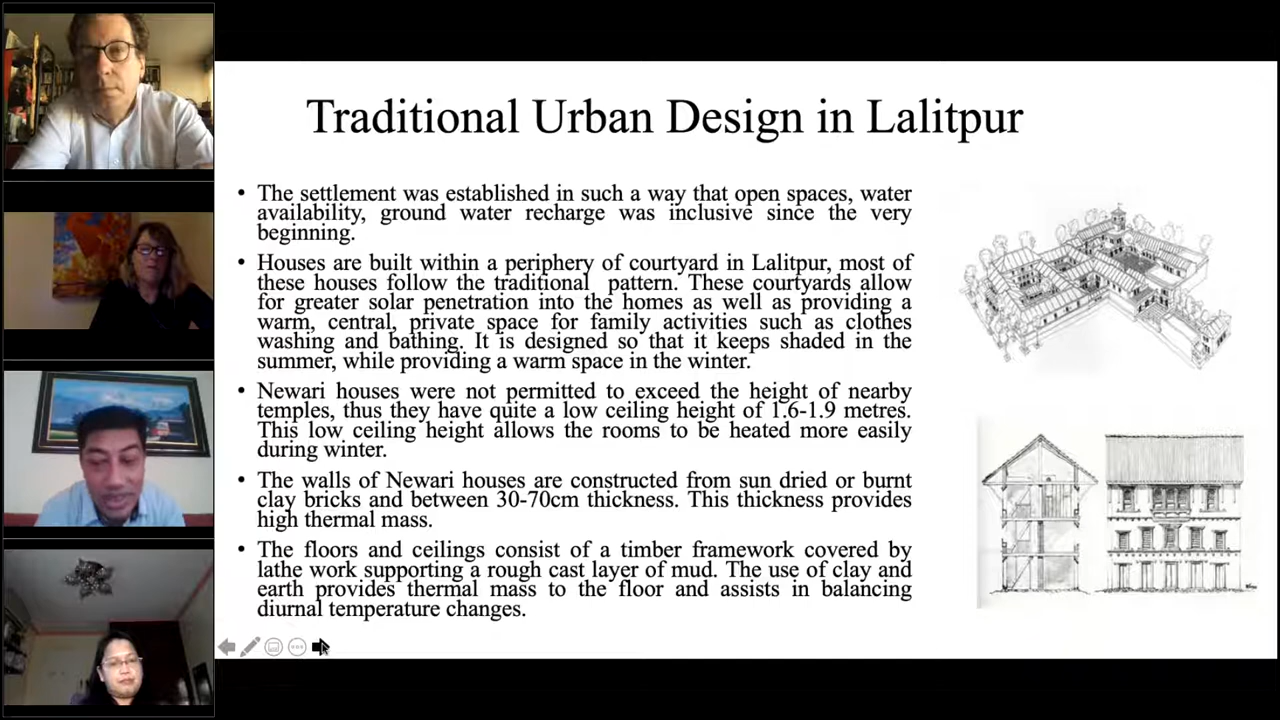 Traditional Urban Design in Lalitpur
• The settlement was established in such a way that open spaces, water
availability, ground water recharge was inclusive since the very
beginning.
• Houses are built within a periphery of courtyard in Lalitpur, most of
these houses follow the traditional pattern. These courtyards allow
for greater solar penetration into the homes as well as providing a
warm, central, private space for family activities such as clothes
washing and bathing. It is designed so that it keeps shaded in the
summer, while providing a warm space in the winter.
• Newari houses were not permitted to exceed the height of nearby
temples, thus they have quite a low ceiling height of 1.6-1.9 metres.
This low ceiling height allows the rooms to be heated more easily
during winter.
• The walls of Newari houses are constructed from sun dried or burnt
clay bricks and between 30-70cm thickness. This thickness provides
high thermal mass.
• The floors and ceilings consist of a timber framework covered by
lathe work supporting a rough cast layer of mud. The use of clay and
earth provides thermal mass to the floor and assists in balancing
diurnal temperature changes.